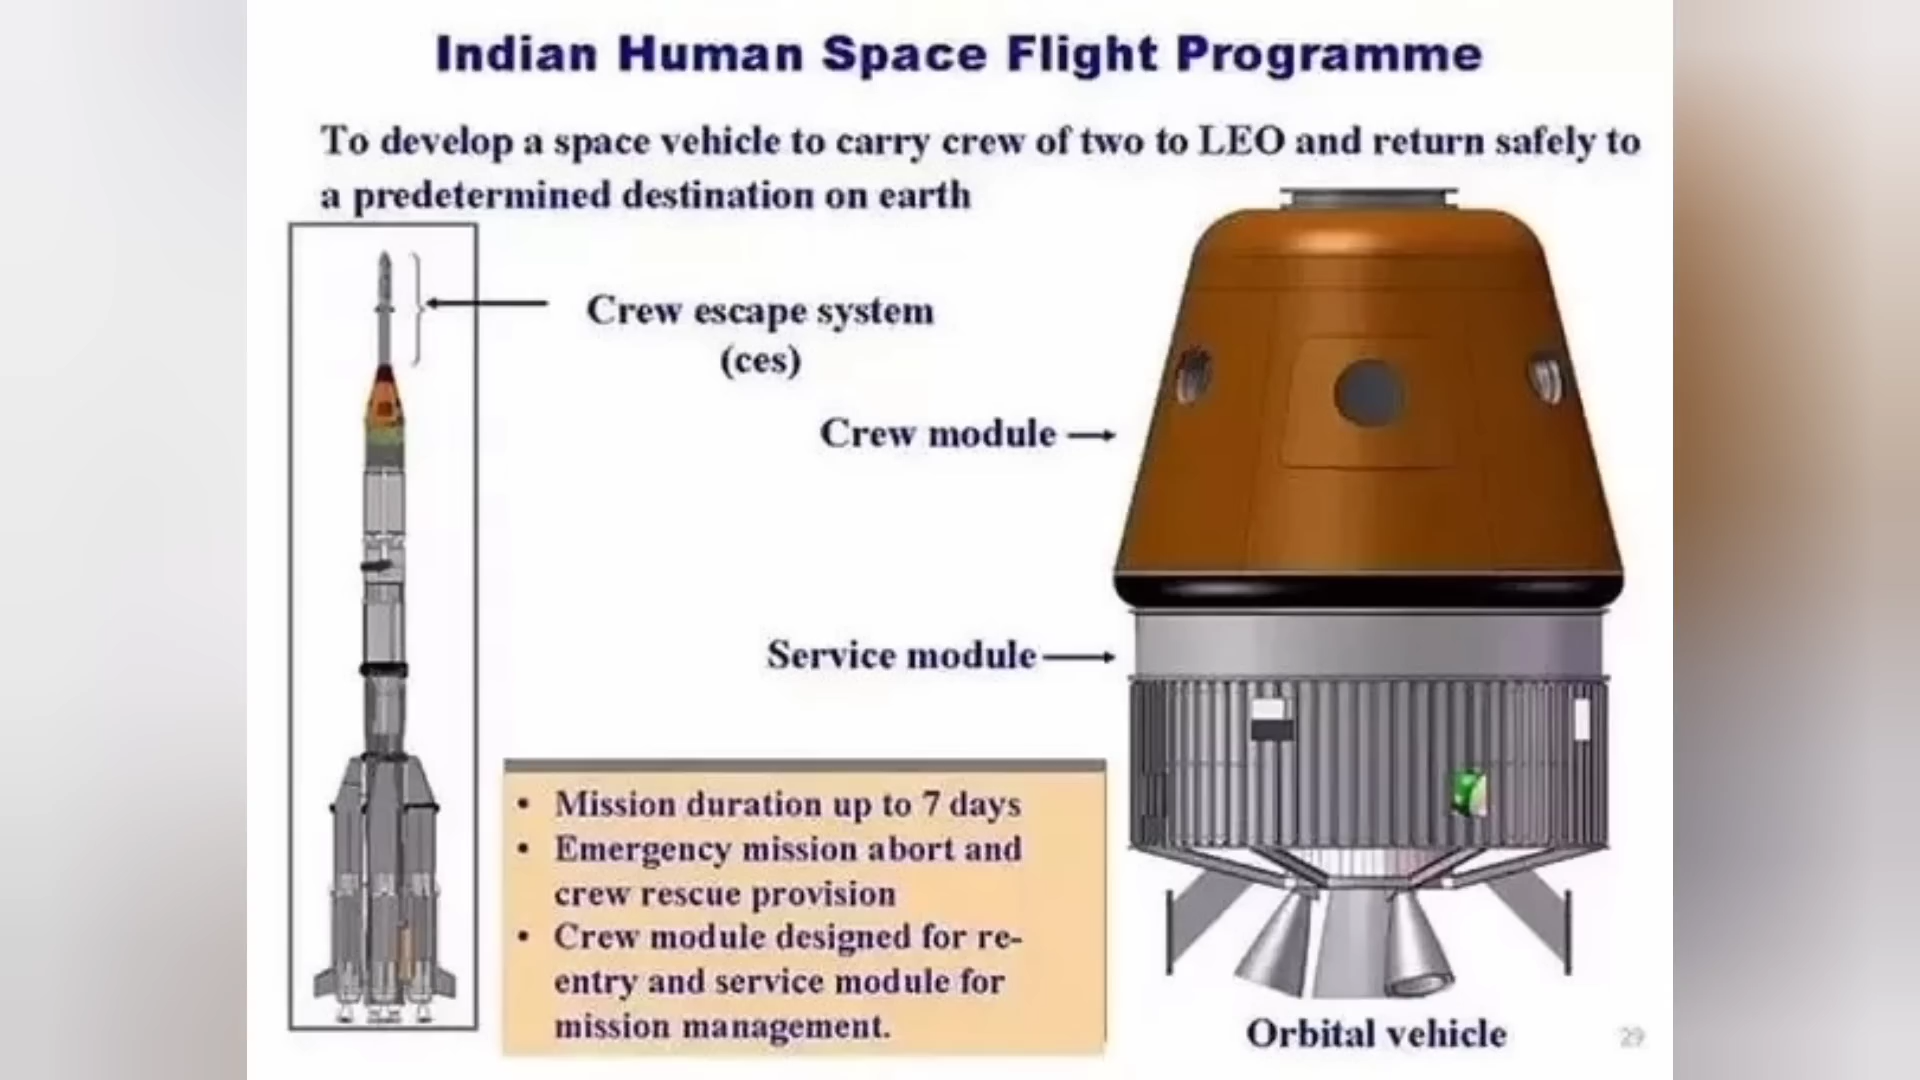 Indian Human Space Flight Programme
To develop a space vehicle to carry crew of two to LEO and return safely to
a predetermined destination on earth
Crew escape system
(ces)
Crew module
Service module
• Mission duration up to 7 days
• Emergency mission abort and
crew rescue provision
• Crew module designed for re-
entry and service module for
mission management.
Orbital vehicle
29